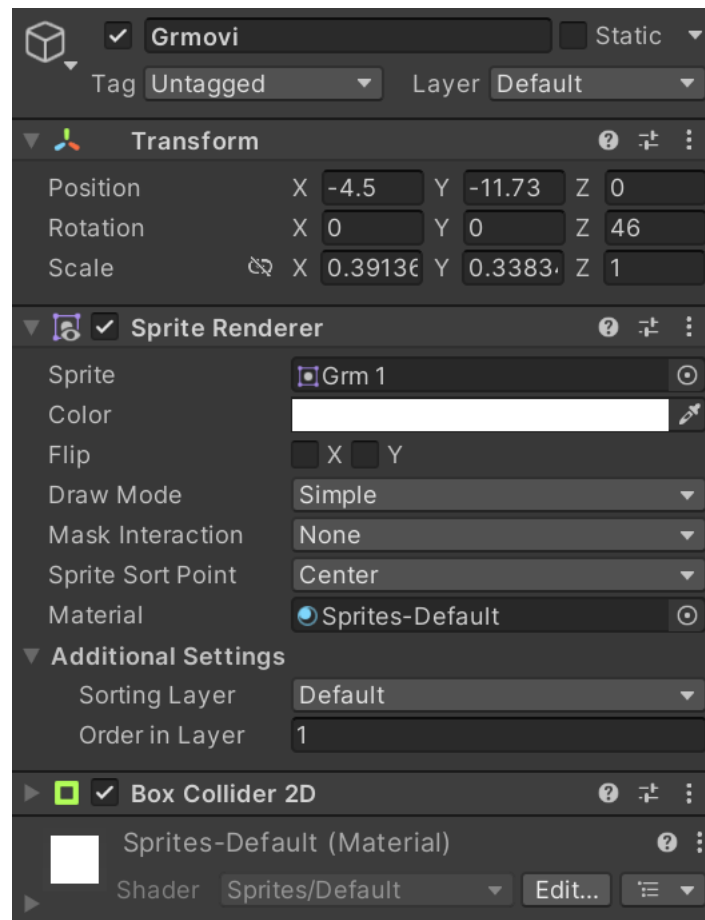 Grmovi Static
Tag Untagged Layer Default
Transform
Position X -4.5 Y -11.73 Z 0
Rotation X 0 Y 0 Z 46
Scale X 0.39136 Y 0.33834 Z 1
Sprite Renderer
Sprite Grm 1
Color
Flip X Y
Draw Mode Simple
Mask Interaction None
Sprite Sort Point Center
Material Sprites-Default
Additional Settings
Sorting Layer Default
Order in Layer 1
Box Collider 2D
Sprites-Default (Material)
Shader Sprites/Default Edit...